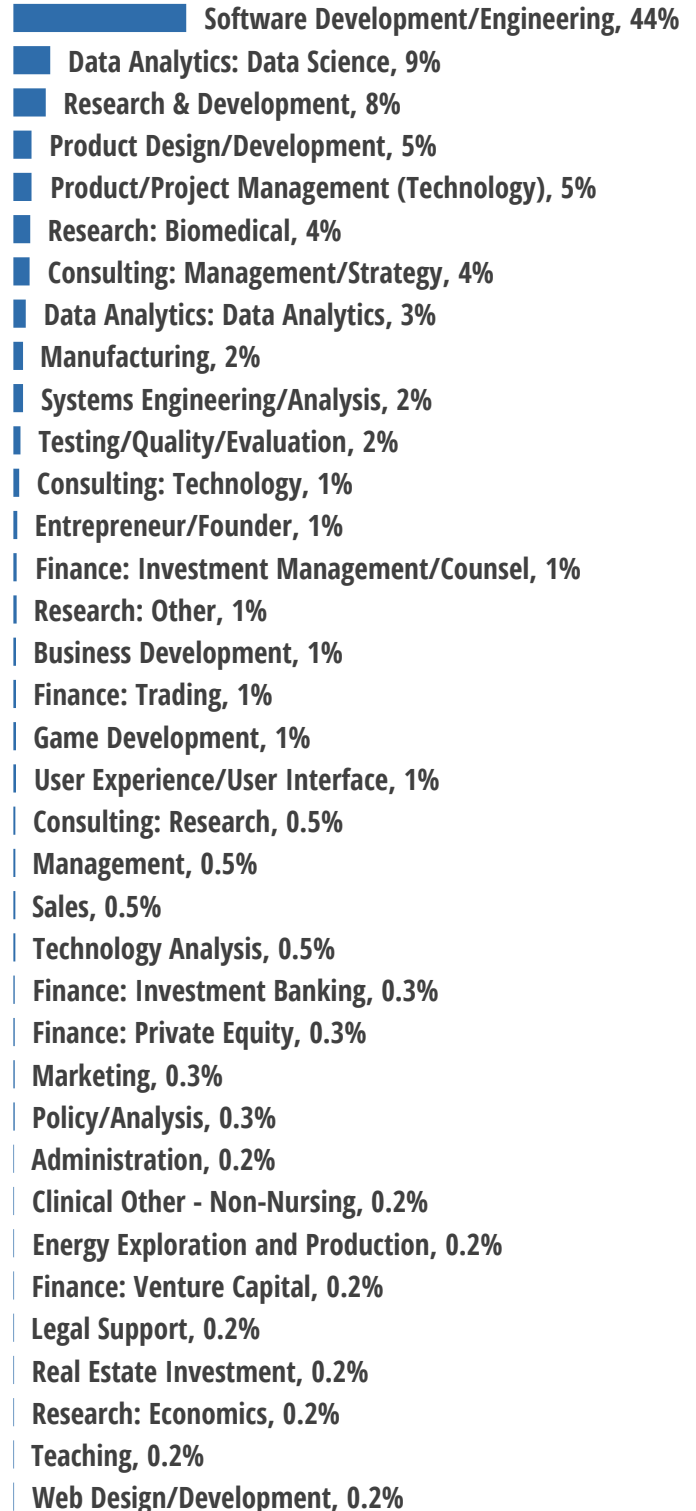 Software Development/Engineering, 44%
Data Analytics: Data Science, 9%
Research & Development, 8%
Product Design/Development, 5%
Product/Project Management (Technology), 5%
Research: Biomedical, 4%
Consulting: Management/Strategy, 4%
Data Analytics: Data Analytics, 3%
Manufacturing, 2%
Systems Engineering/Analysis, 2%
Testing/Quality/Evaluation, 2%
Consulting: Technology, 1%
Entrepreneur/Founder, 1%
Finance: Investment Management/Counsel, 1%
Research: Other, 1%
Business Development, 1%
Finance: Trading, 1%
Game Development, 1%
User Experience/User Interface, 1%
Consulting: Research, 0.5%
Management, 0.5%
Sales, 0.5%
Technology Analysis, 0.5%
Finance: Investment Banking, 0.3%
Finance: Private Equity, 0.3%
Marketing, 0.3%
Policy/Analysis, 0.3%
Administration, 0.2%
Clinical Other - Non-Nursing, 0.2%
Energy Exploration and Production, 0.2%
Finance: Venture Capital, 0.2%
Legal Support, 0.2%
Real Estate Investment, 0.2%
Research: Economics, 0.2%
Teaching, 0.2%
Web Design/Development, 0.2%